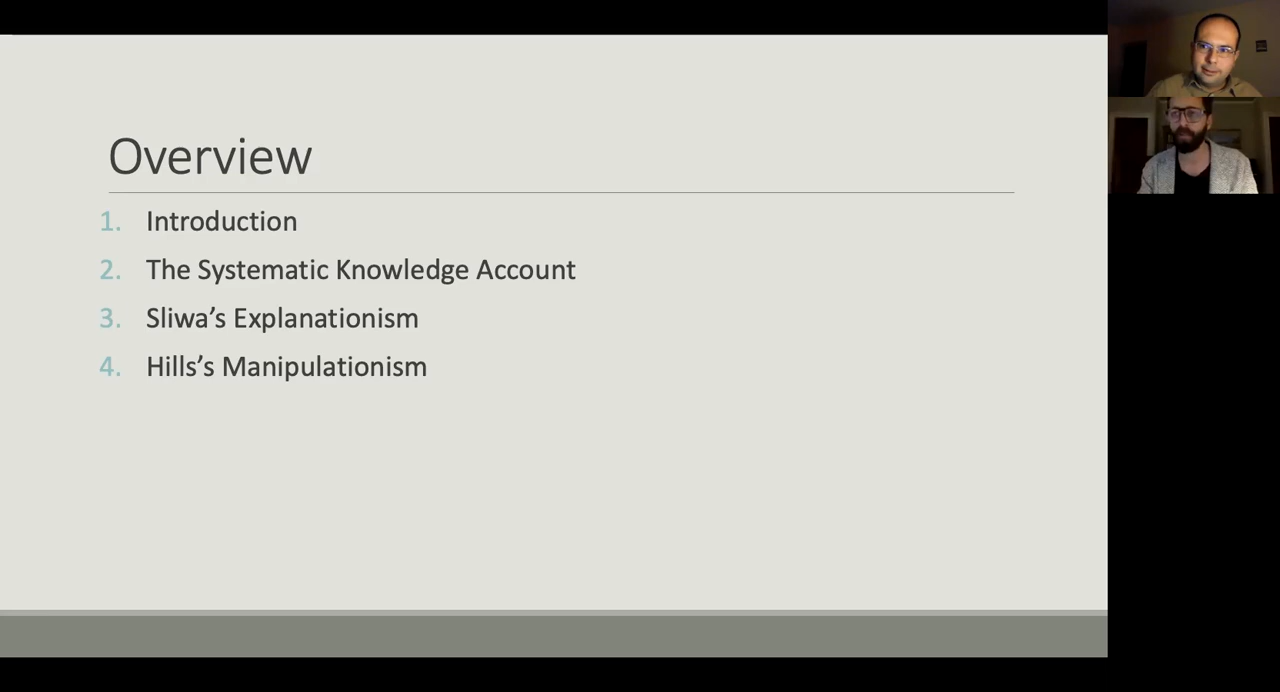 Overview
1. Introduction
2. The Systematic Knowledge Account
3. Sliwa’s Explanationism
4. Hills’s Manipulationism